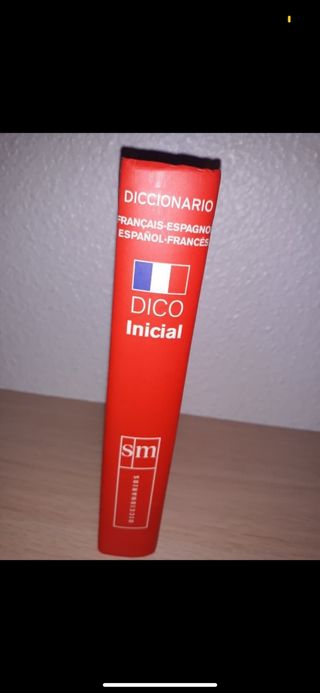 DICCIONARIO
FRANÇAIS-ESPAGNO
ESPAÑOL-FRANCÉS
DICO
Inicial
sm
DICCIONARIOS